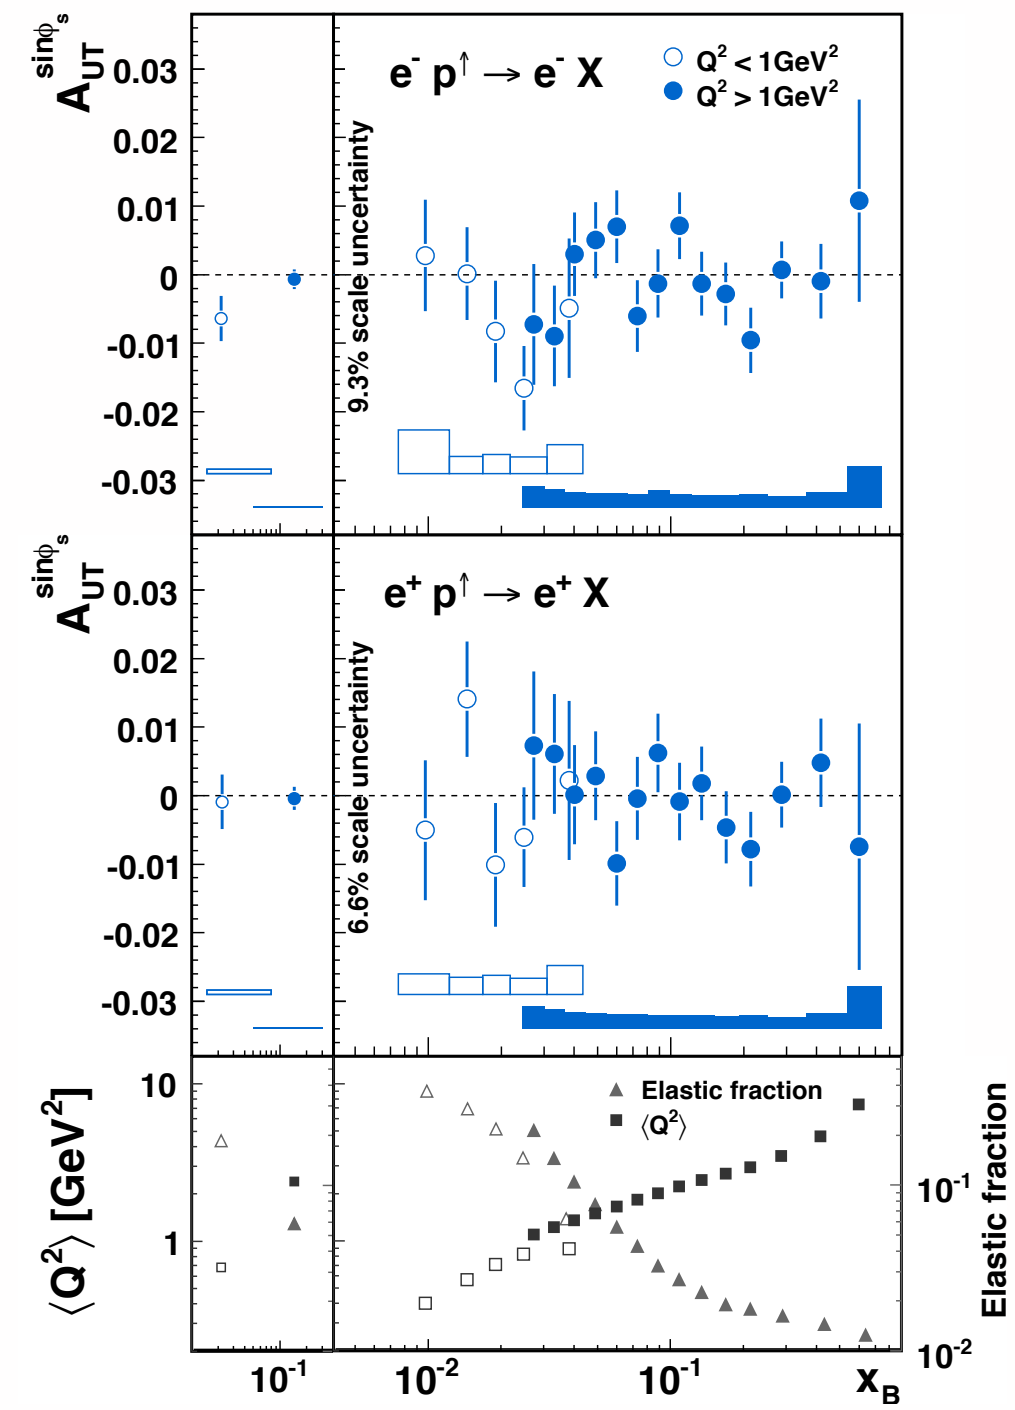 A_UT^sinϕ_s
e⁻ p↑ → e⁻ X
Q² < 1GeV²
Q² > 1GeV²
0.03
0.02
0.01
0
-0.01
-0.02
-0.03
9.3% scale uncertainty
A_UT^sinϕ_s
e⁺ p↑ → e⁺ X
0.03
0.02
0.01
0
-0.01
-0.02
-0.03
6.6% scale uncertainty
⟨Q²⟩ [GeV²]
10
1
Elastic fraction
⟨Q²⟩
10⁻¹
10⁻²
Elastic fraction
10⁻¹
10⁻²
10⁻¹
x_B